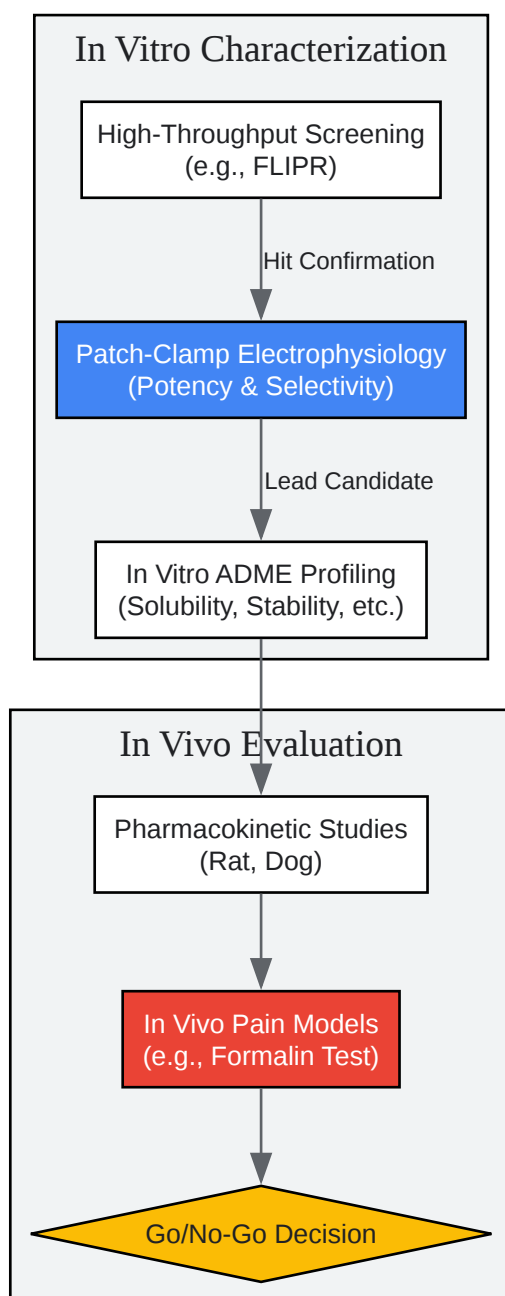 In Vitro Characterization
High-Throughput Screening
(e.g., FLIPR)
Hit Confirmation
Patch-Clamp Electrophysiology
(Potency & Selectivity)
Lead Candidate
In Vitro ADME Profiling
(Solubility, Stability, etc.)
In Vivo Evaluation
Pharmacokinetic Studies
(Rat, Dog)
In Vivo Pain Models
(e.g., Formalin Test)
Go/No-Go Decision